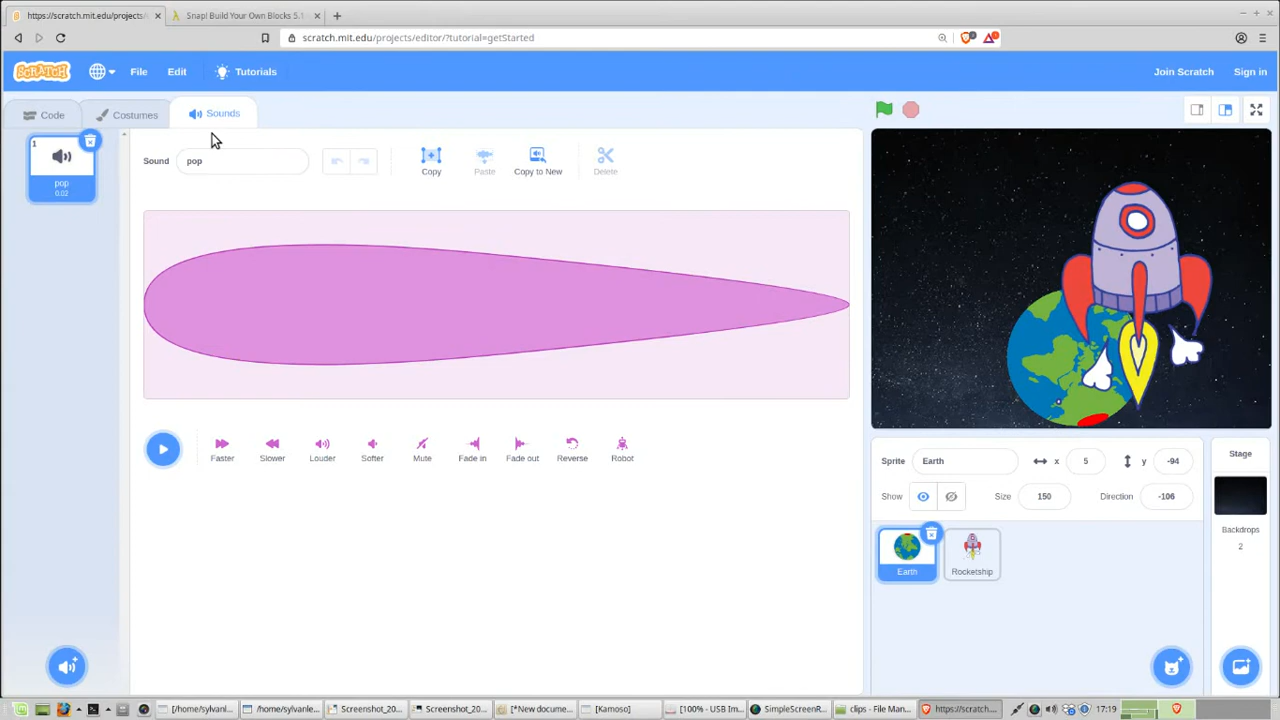 https://scratch.mit.edu/projects/
Snap! Build Your Own Blocks 5.1
scratch.mit.edu/projects/editor/?tutorial=getStarted
SCRATCH
File
Edit
Tutorials
Join Scratch
Sign in
Code
Costumes
Sounds
1
pop
0.02
Sound
pop
Copy
Paste
Copy to New
Delete
Faster
Slower
Louder
Softer
Mute
Fade in
Fade out
Reverse
Robot
Sprite
Earth
x
5
y
-94
Show
Size
150
Direction
-106
Earth
Rocketship
Stage
Backdrops
2
[/home/sylvanle...
/home/sylvanle...
Screenshot_20...
Screenshot_20...
[*New docume...
[Kamoso]
[100% - USB Im...
SimpleScreenR...
clips - File Man...
https://scratch....
17:19